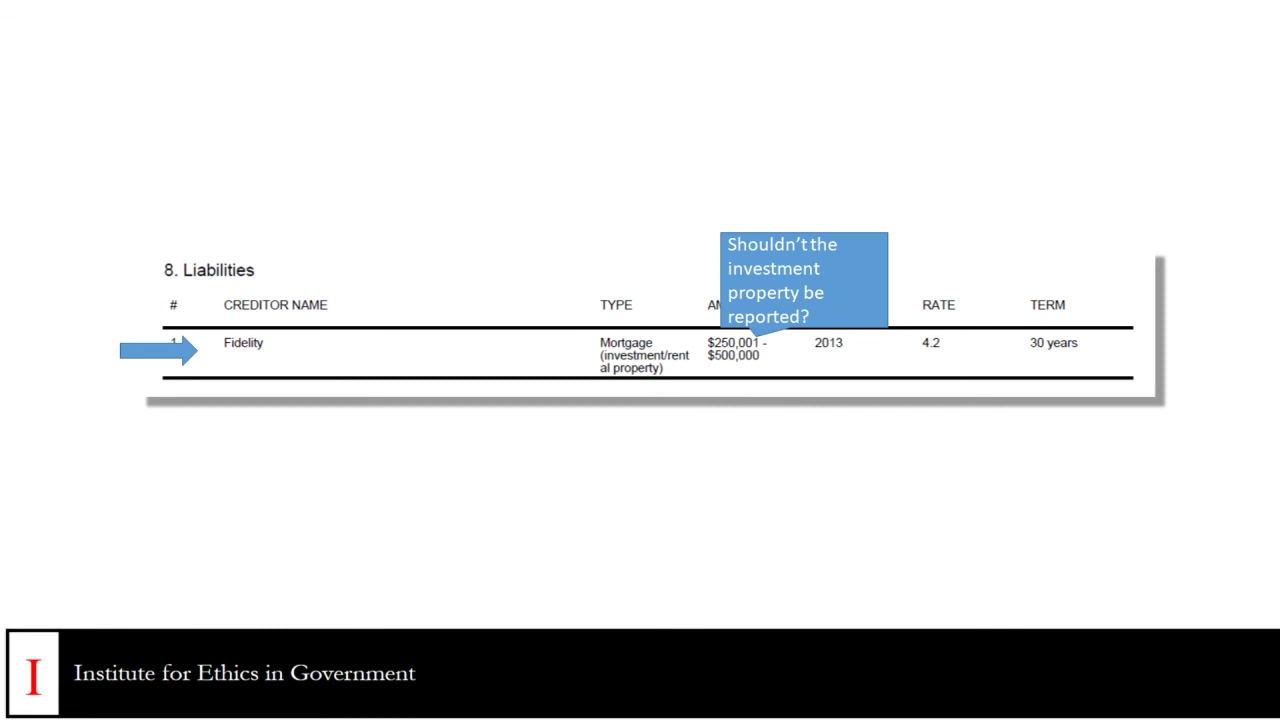 Shouldn't the
investment
property be
reported?
8. Liabilities
# CREDITOR NAME TYPE RATE TERM
Fidelity Mortgage $250,001 - 2013 4.2 30 years
(investment/rent $500,000
al property)
I Institute for Ethics in Government